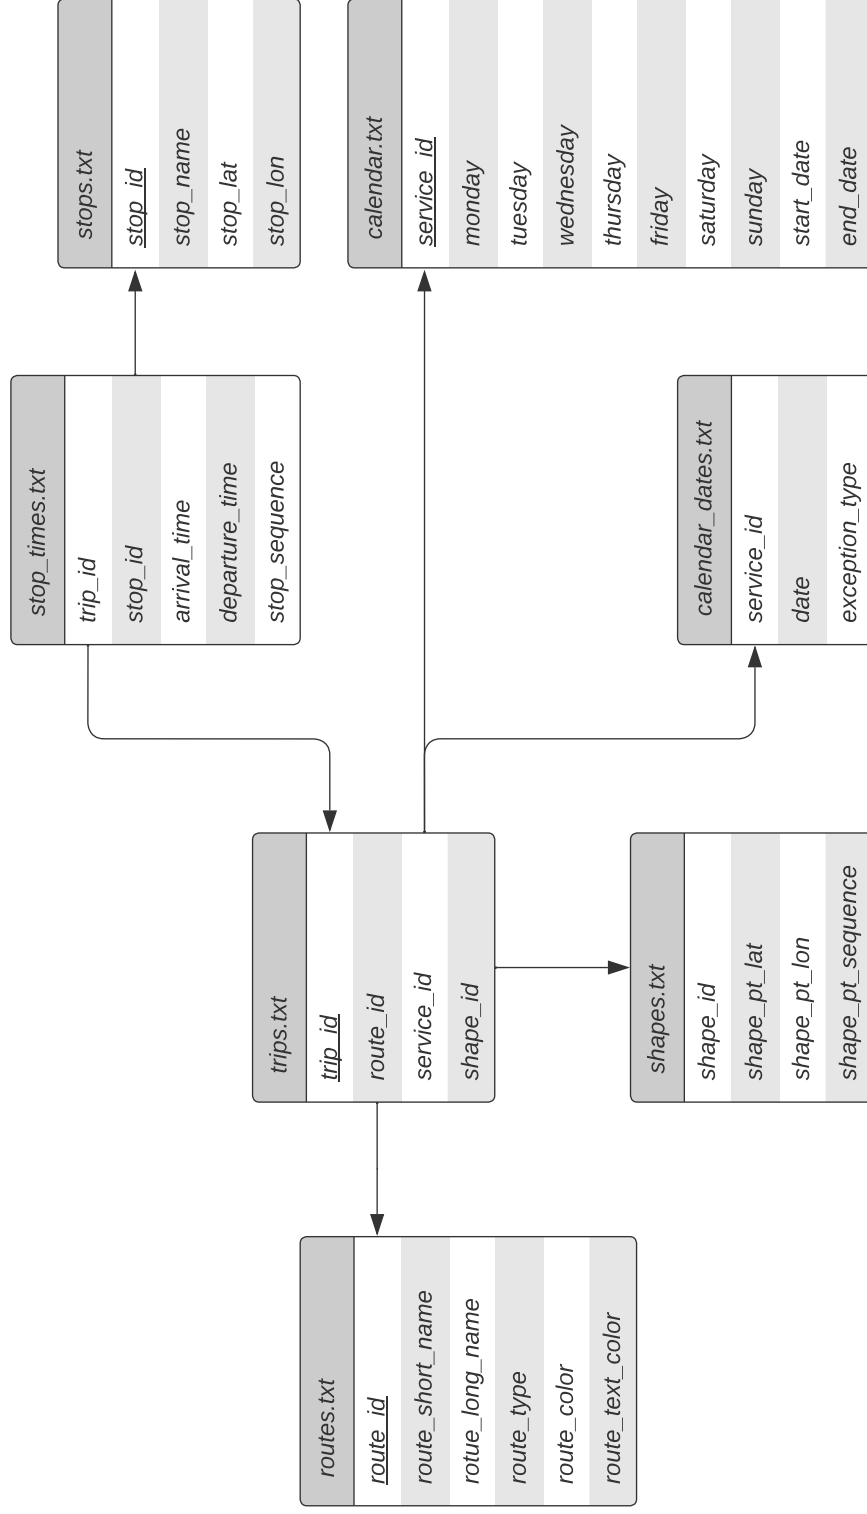 routes.txt
route_id
route_short_name
rotue_long_name
route_type
route_color
route_text_color
trips.txt
trip_id
route_id
service_id
shape_id
shapes.txt
shape_id
shape_pt_lat
shape_pt_lon
shape_pt_sequence
stop_times.txt
trip_id
stop_id
arrival_time
departure_time
stop_sequence
calendar_dates.txt
service_id
date
exception_type
stops.txt
stop_id
stop_name
stop_lat
stop_lon
calendar.txt
service_id
monday
tuesday
wednesday
thursday
friday
saturday
sunday
start_date
end_date